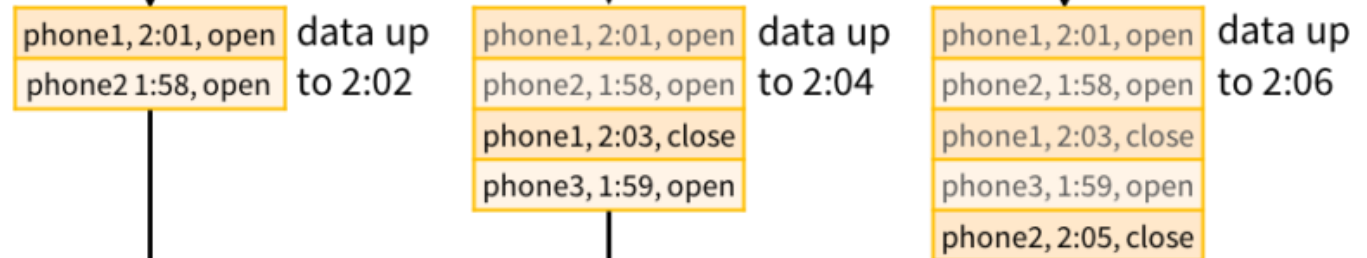 phone1, 2:01, open
phone2 1:58, open
data up
to 2:02
phone1, 2:01, open
phone2, 1:58, open
phone1, 2:03, close
phone3, 1:59, open
data up
to 2:04
phone1, 2:01, open
phone2, 1:58, open
phone1, 2:03, close
phone3, 1:59, open
phone2, 2:05, close
data up
to 2:06